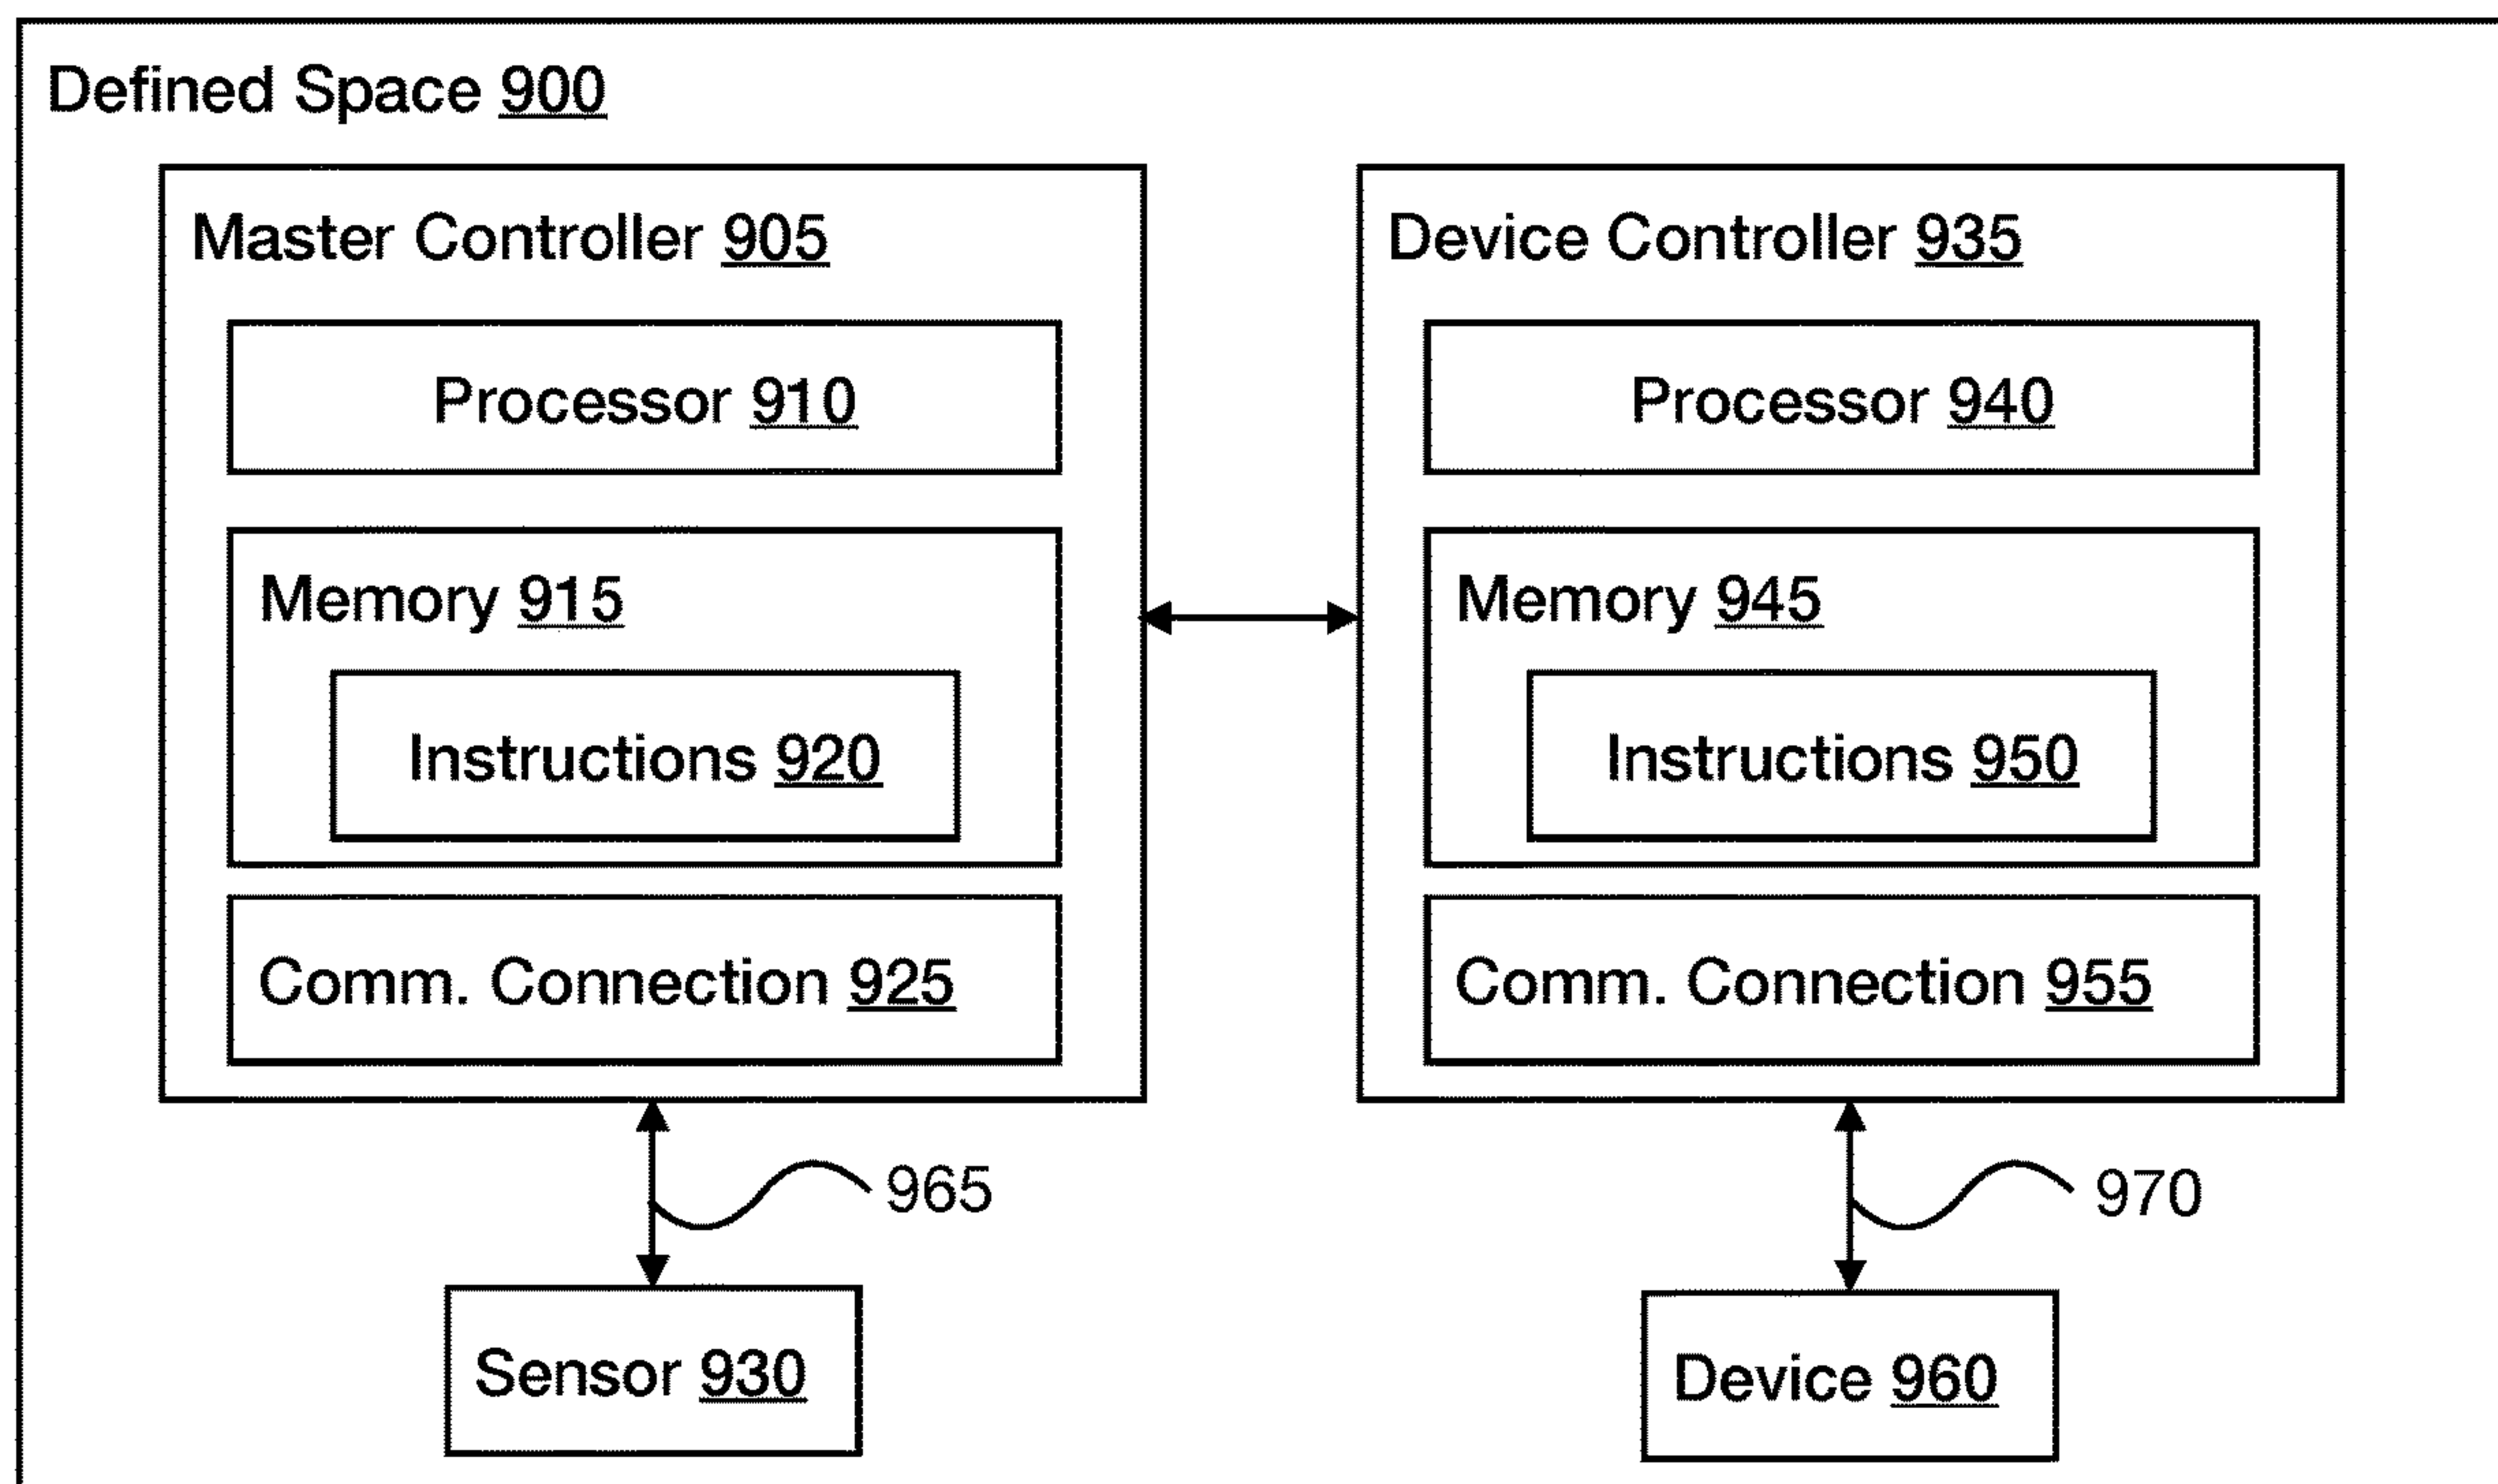 Defined Space 900
Master Controller 905
Processor 910
Memory 915
Instructions 920
Comm. Connection 925
Device Controller 935
Processor 940
Memory 945
Instructions 950
Comm. Connection 955
965
970
Sensor 930
Device 960